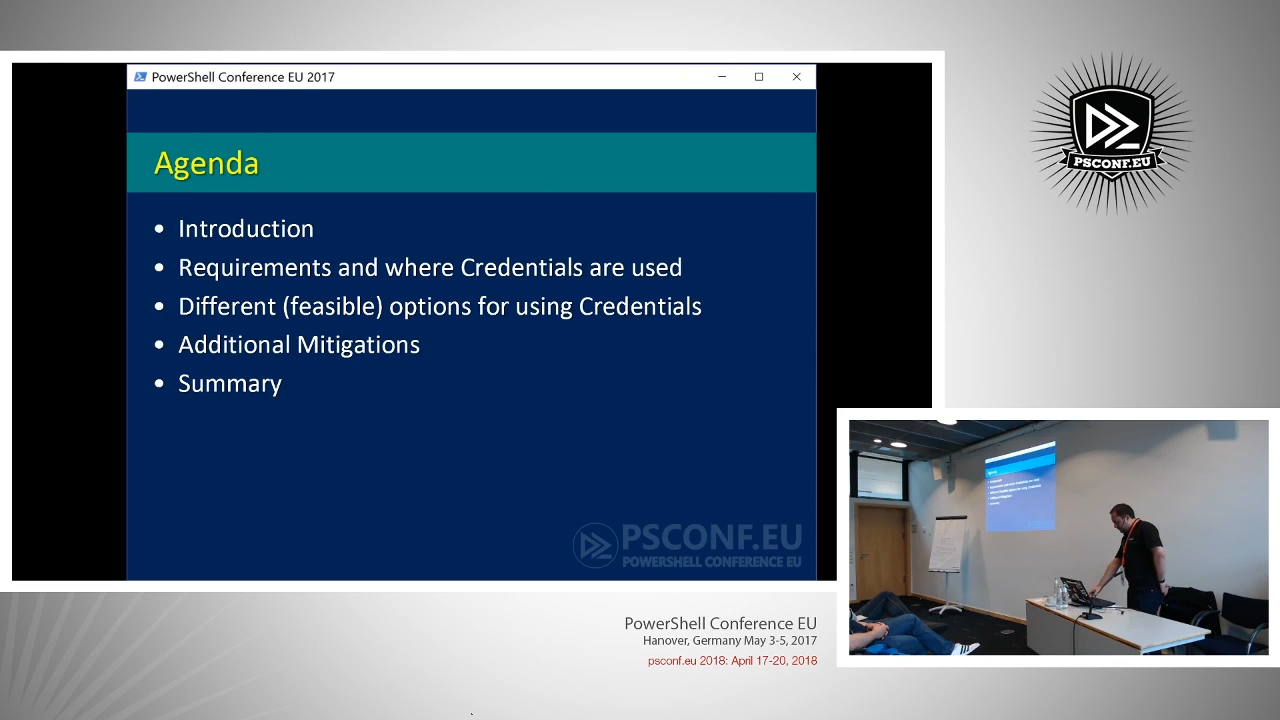 PowerShell Conference EU 2017
Agenda
• Introduction
• Requirements and where Credentials are used
• Different (feasible) options for using Credentials
• Additional Mitigations
• Summary
PSCONF.EU
POWERSHELL CONFERENCE EU
PSCONF.EU
PowerShell Conference EU
Hanover, Germany May 3-5, 2017
psconf.eu 2018: April 17-20, 2018
Agenda